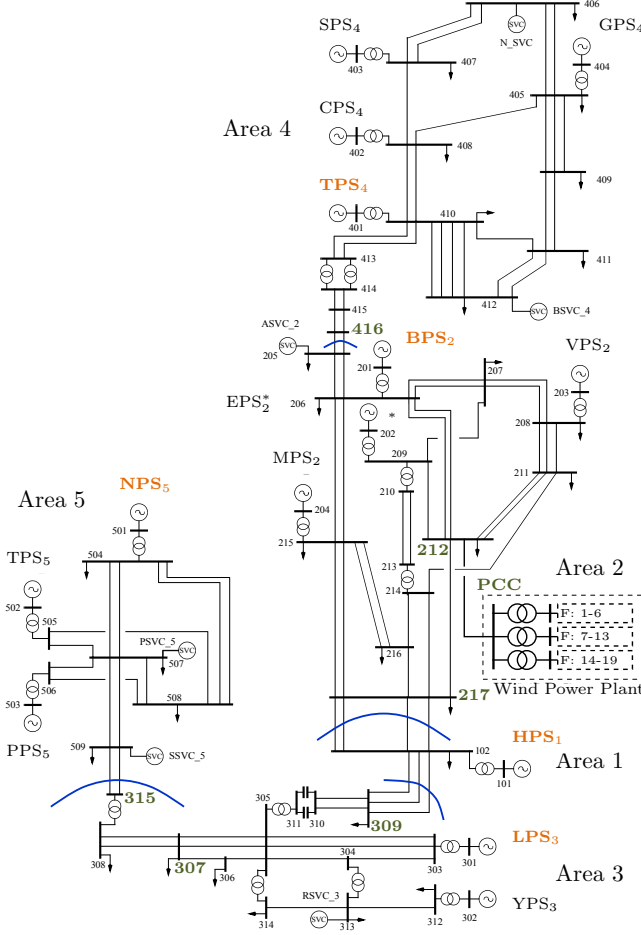 406
SPS4
SVC
N_SVC
GPS4
407
403
404
405
CPS4
Area 4
402
408
409
TPS4
401
410
411
413
414
412
SVC
BSVC_4
415
ASVC_2
416
SVC
205
BPS2
VPS2
201
207
203
EPS2*
206
*
202
208
209
211
MPS2
210
NPS5
Area 5
204
501
215
212
504
TPS5
213
PCC
Area 2
502
214
505
F: 1-6
PSVC_5
SVC
507
F: 7-13
216
506
F: 14-19
503
508
217
Wind Power Plant
PPS5
509
SVC
SSVC_5
102
HPS1
Area 1
101
315
305
311
310
309
LPS3
307
304
308
306
303
301
Area 3
RSVC_3
SVC
314
313
312
302
YPS3